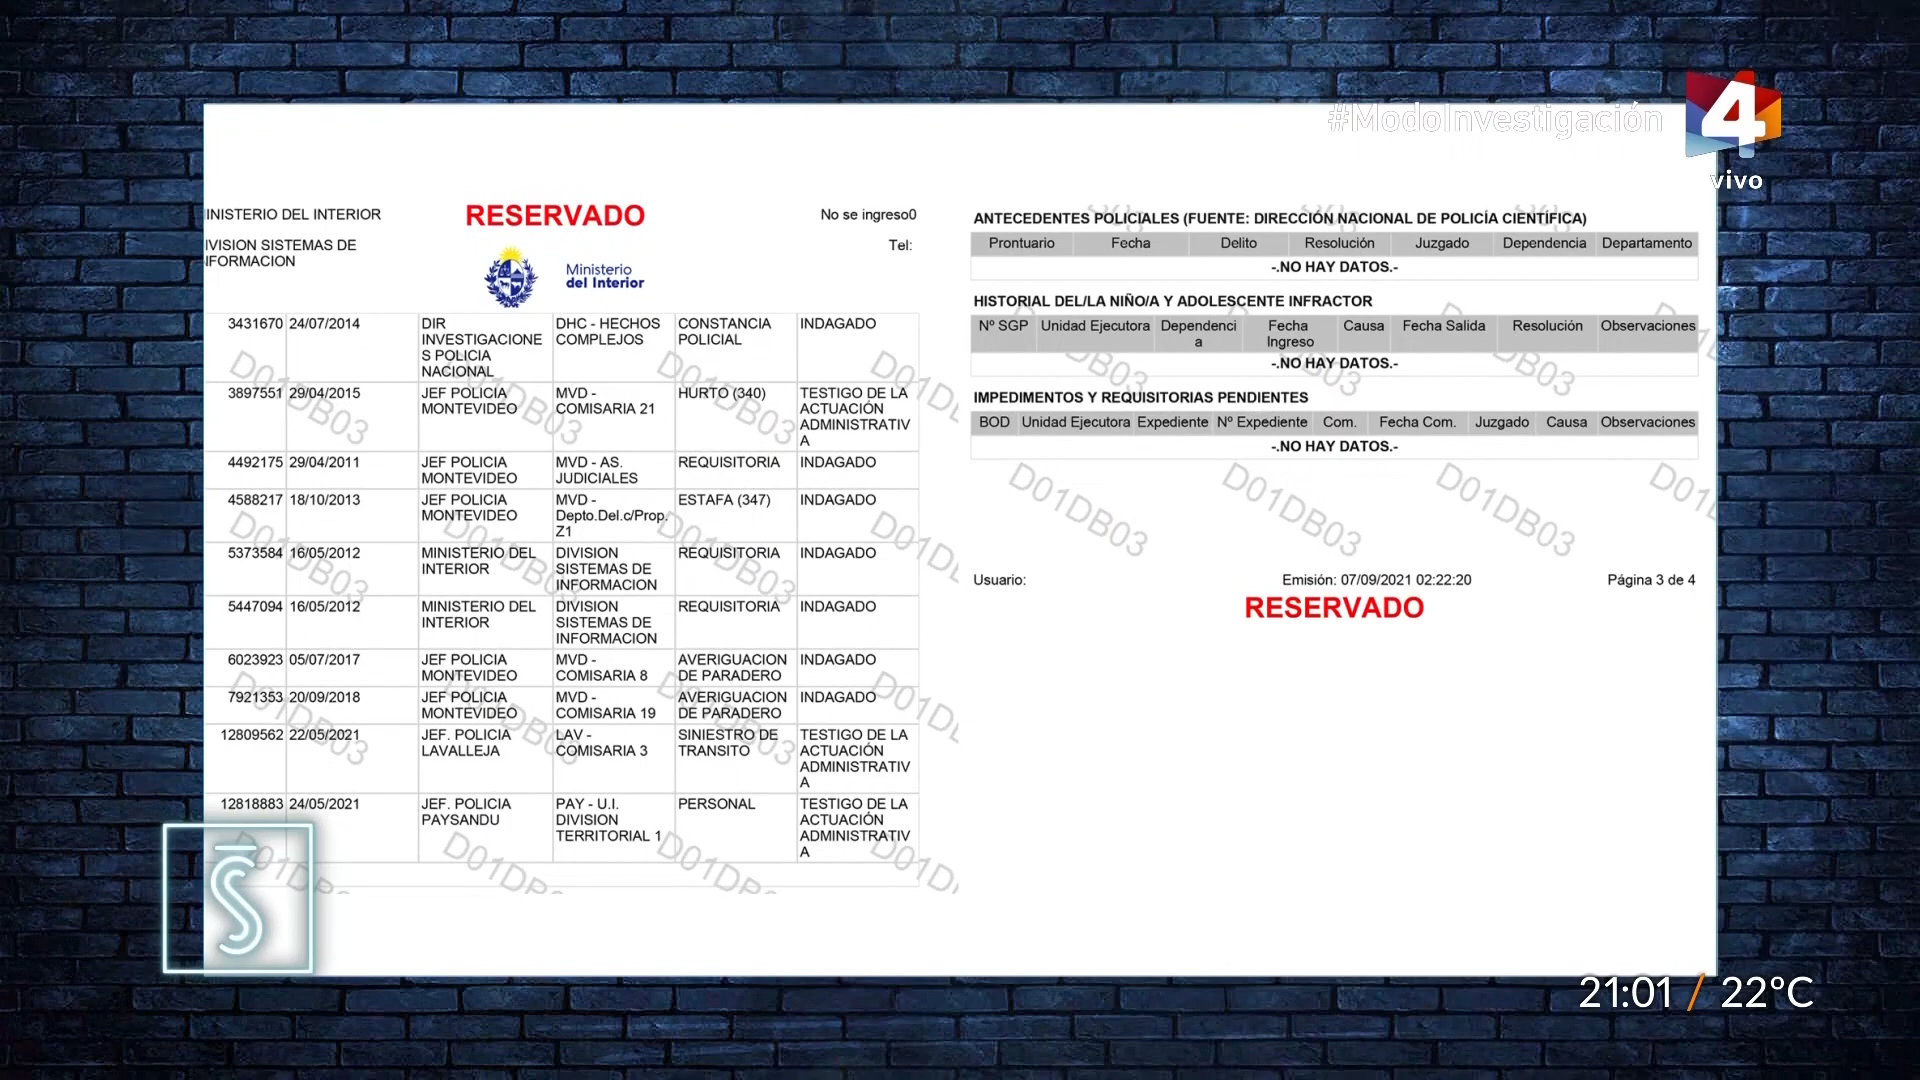 #ModoInvestigación
4
vivo
INISTERIO DEL INTERIOR
RESERVADO
No se ingreso0
IVISION SISTEMAS DE
IFORMACION
Tel:
Ministerio
del Interior
3431670 24/07/2014 DIR INVESTIGACIONE S POLICIA NACIONAL DHC - HECHOS COMPLEJOS CONSTANCIA POLICIAL INDAGADO
3897551 29/04/2015 JEF POLICIA MONTEVIDEO MVD - COMISARIA 21 HURTO (340) TESTIGO DE LA ACTUACIÓN ADMINISTRATIV A
4492175 29/04/2011 JEF POLICIA MONTEVIDEO MVD - AS. JUDICIALES REQUISITORIA INDAGADO
4588217 18/10/2013 JEF POLICIA MONTEVIDEO MVD - Depto.Del.c/Prop. Z1 ESTAFA (347) INDAGADO
5373584 16/05/2012 MINISTERIO DEL INTERIOR DIVISION SISTEMAS DE INFORMACION REQUISITORIA INDAGADO
5447094 16/05/2012 MINISTERIO DEL INTERIOR DIVISION SISTEMAS DE INFORMACION REQUISITORIA INDAGADO
6023923 05/07/2017 JEF POLICIA MONTEVIDEO MVD - COMISARIA 8 AVERIGUACION DE PARADERO INDAGADO
7921353 20/09/2018 JEF POLICIA MONTEVIDEO MVD - COMISARIA 19 AVERIGUACION DE PARADERO INDAGADO
12809562 22/05/2021 JEF. POLICIA LAVALLEJA LAV - COMISARIA 3 SINIESTRO DE TRANSITO TESTIGO DE LA ACTUACIÓN ADMINISTRATIV A
12818883 24/05/2021 JEF. POLICIA PAYSANDU PAY - U.I. DIVISION TERRITORIAL 1 PERSONAL TESTIGO DE LA ACTUACIÓN ADMINISTRATIV A
ANTECEDENTES POLICIALES (FUENTE: DIRECCIÓN NACIONAL DE POLICÍA CIENTÍFICA)
Prontuario Fecha Delito Resolución Juzgado Dependencia Departamento
-.NO HAY DATOS.-
HISTORIAL DEL/LA NIÑO/A Y ADOLESCENTE INFRACTOR
Nº SGP Unidad Ejecutora Dependenci a Fecha Ingreso Causa Fecha Salida Resolución Observaciones
-.NO HAY DATOS.-
IMPEDIMENTOS Y REQUISITORIAS PENDIENTES
BOD Unidad Ejecutora Expediente Nº Expediente Com. Fecha Com. Juzgado Causa Observaciones
-.NO HAY DATOS.-
D01DB03 D01DB03 D01DB03
Usuario:
Emisión: 07/09/2021 02:22:20
Página 3 de 4
RESERVADO
21:01 / 22°C